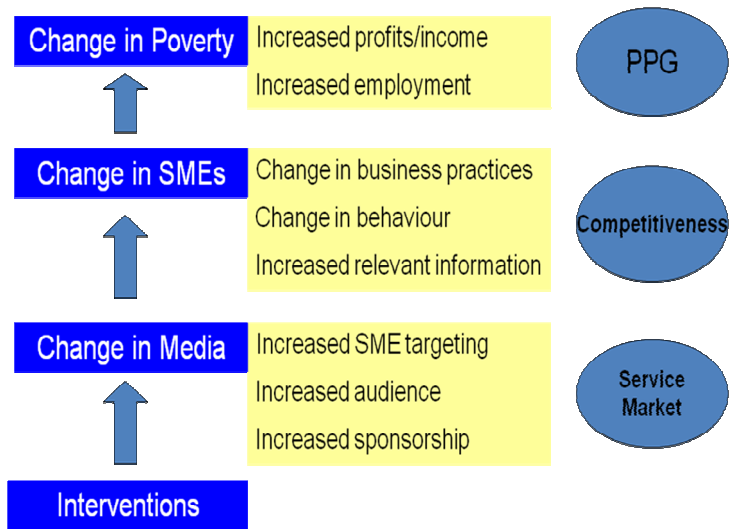 Change in Poverty
Increased profits/income
Increased employment
PPG
Change in SMEs
Change in business practices
Change in behaviour
Increased relevant information
Competitiveness
Change in Media
Increased SME targeting
Increased audience
Increased sponsorship
Service
Market
Interventions